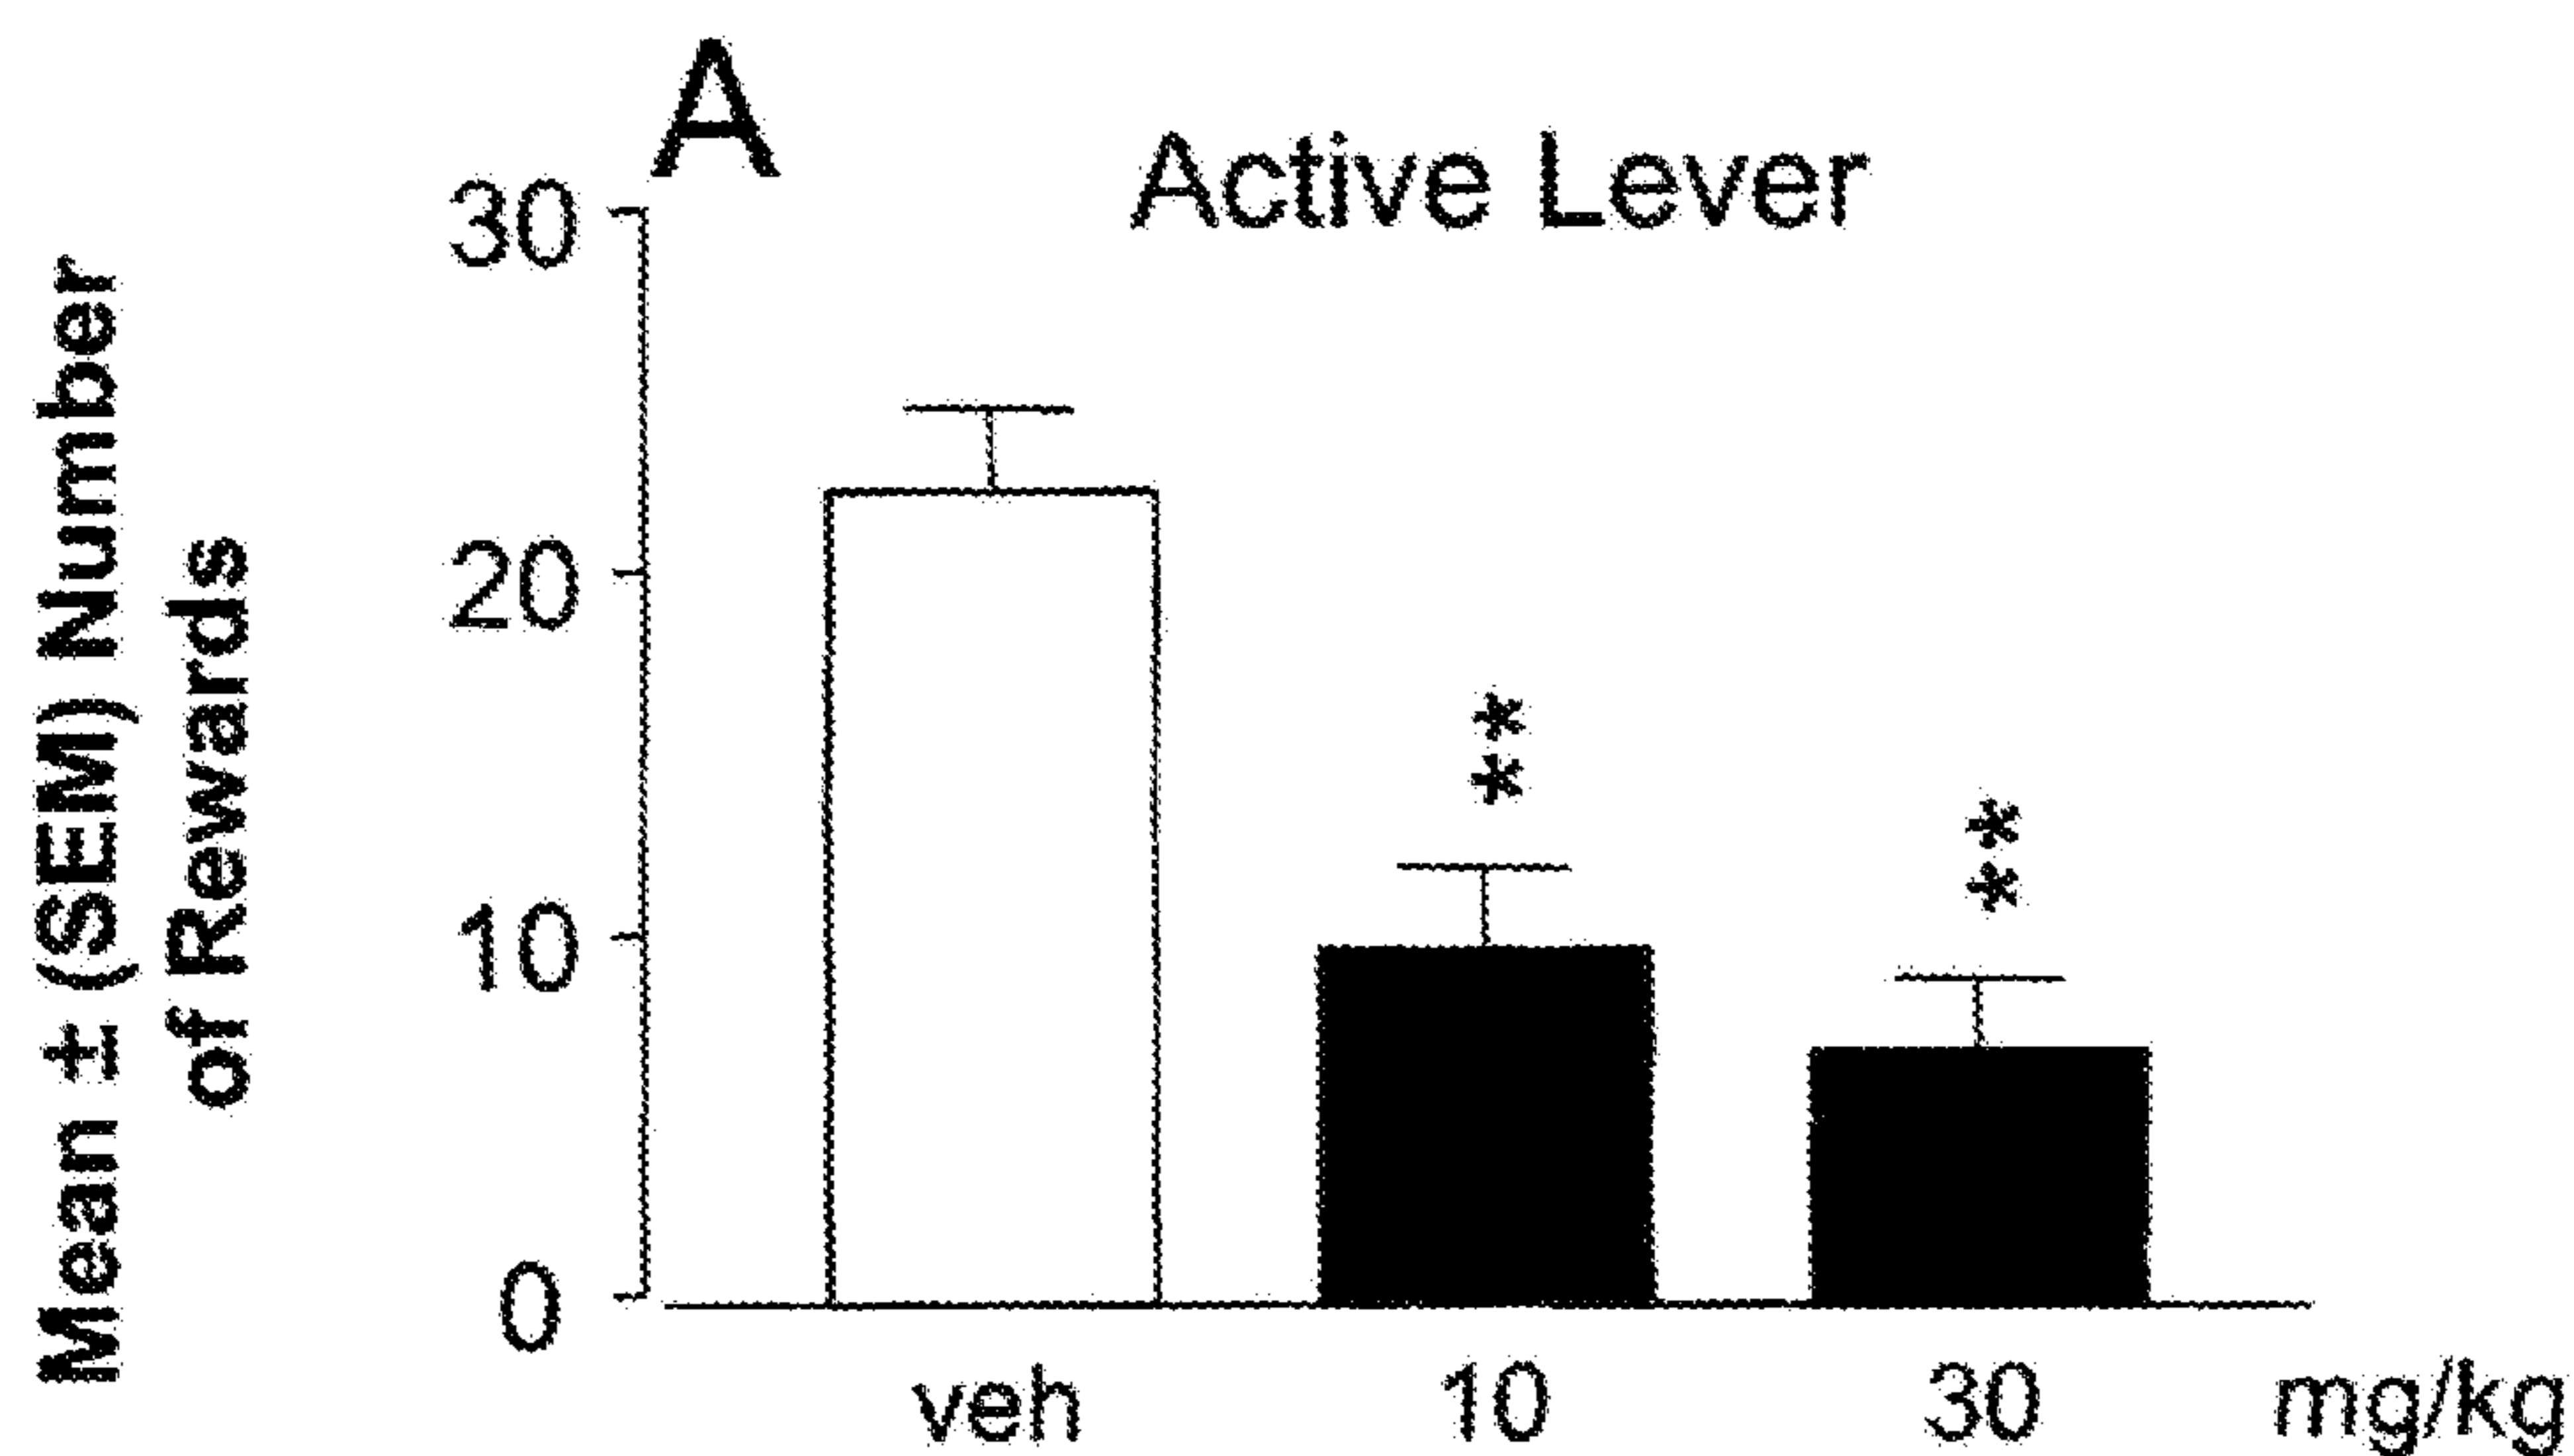 A
Active Lever
Mean ± (SEM) Number
of Rewards
30
20
10
0
**
**
veh 10 30 mg/kg